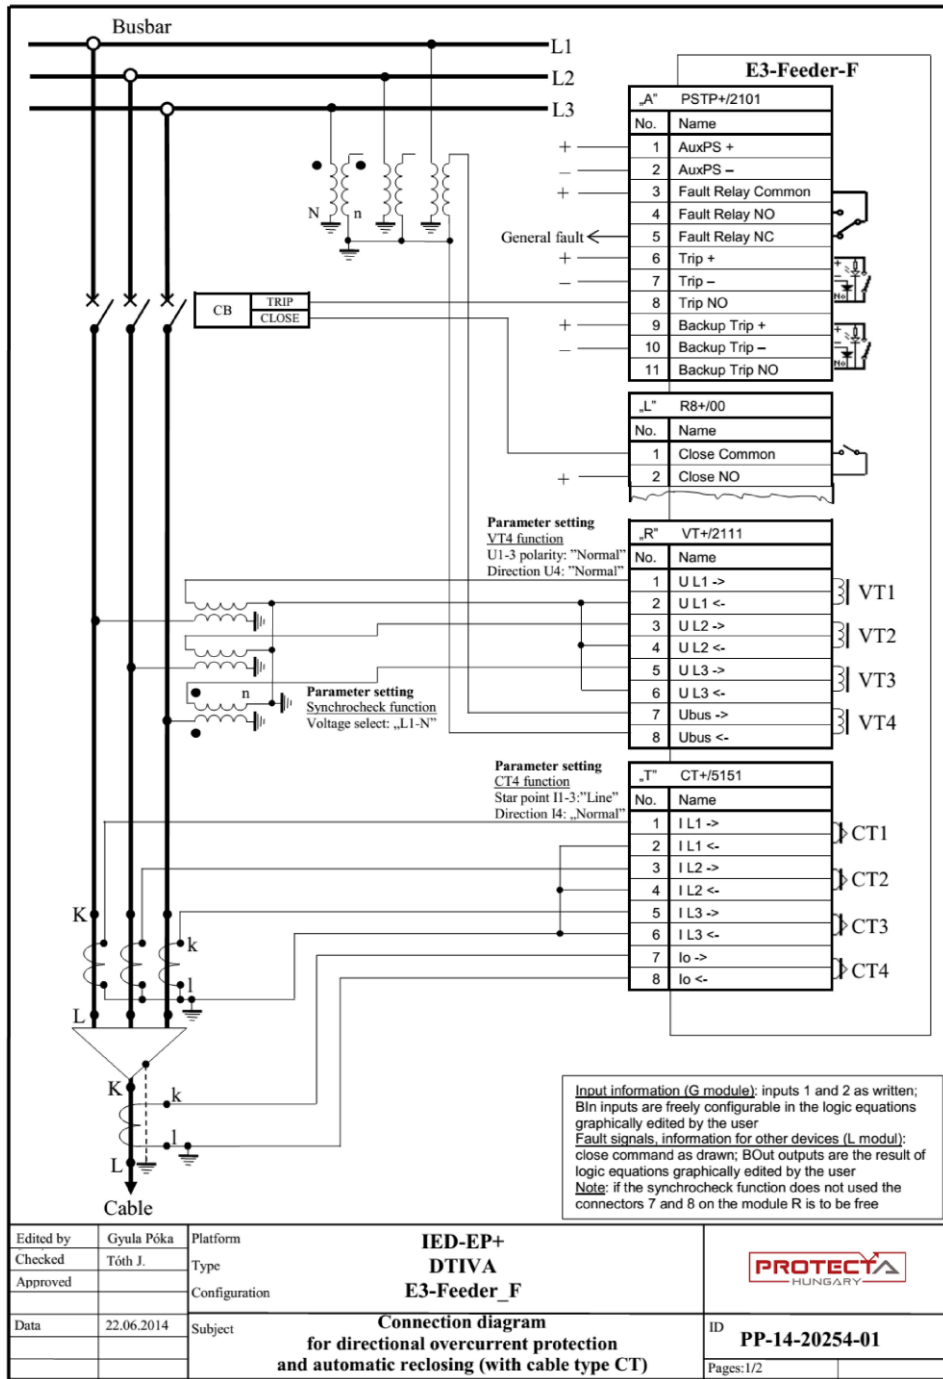 Busbar
L1
L2
L3
E3-Feeder-F
„A” PSTP+/2101
No. Name
+ 1 AuxPS +
– 2 AuxPS –
+ 3 Fault Relay Common
4 Fault Relay NO
General fault 5 Fault Relay NC
+ 6 Trip +
– 7 Trip –
8 Trip NO
+ 9 Backup Trip +
– 10 Backup Trip –
11 Backup Trip NO
+
–
No
+
–
No
N n
CB TRIP
CLOSE
„L” R8+/00
No. Name
1 Close Common
+ 2 Close NO
Parameter setting
VT4 function
U1-3 polarity: ”Normal”
Direction U4: ”Normal”
„R” VT+/2111
No. Name
1 U L1 ->
2 U L1 <-
3 U L2 ->
4 U L2 <-
5 U L3 ->
6 U L3 <-
7 Ubus ->
8 Ubus <-
VT1
VT2
VT3
VT4
n
Parameter setting
Synchrocheck function
Voltage select: „L1-N”
Parameter setting
CT4 function
Star point I1-3:”Line”
Direction I4: „Normal”
„T” CT+/5151
No. Name
1 I L1 ->
2 I L1 <-
3 I L2 ->
4 I L2 <-
5 I L3 ->
6 I L3 <-
7 Io ->
8 Io <-
CT1
CT2
CT3
CT4
K
k
l
L
K
k
l
L
Cable
Input information (G module): inputs 1 and 2 as written;
BIn inputs are freely configurable in the logic equations
graphically edited by the user
Fault signals, information for other devices (L modul):
close command as drawn; BOut outputs are the result of
logic equations graphically edited by the user
Note: if the synchrocheck function does not used the
connectors 7 and 8 on the module R is to be free
Edited by Gyula Póka
Checked Tóth J.
Approved
Data 22.06.2014
Platform IED-EP+
Type DTIVA
Configuration E3-Feeder_F
Subject Connection diagram
for directional overcurrent protection
and automatic reclosing (with cable type CT)
PROTECTA
HUNGARY
ID
PP-14-20254-01
Pages:1/2